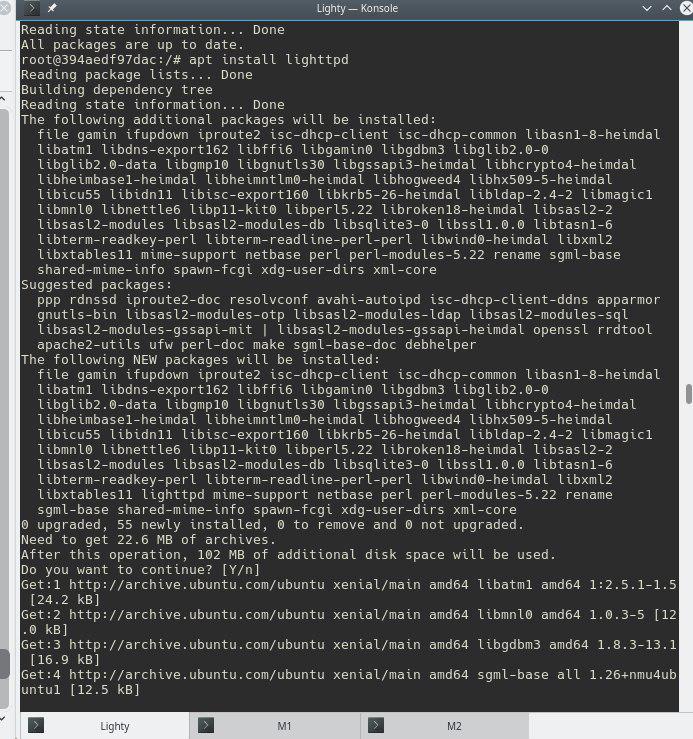 Lighty — Konsole
Reading state information... Done
All packages are up to date.
root@394aedf97dac:/# apt install lighttpd
Reading package lists... Done
Building dependency tree
Reading state information... Done
The following additional packages will be installed:
  file gamin ifupdown iproute2 isc-dhcp-client isc-dhcp-common libasn1-8-heimdal
  libatm1 libdns-export162 libffi6 libgamin0 libgdbm3 libglib2.0-0
  libglib2.0-data libgmp10 libgnutls30 libgssapi3-heimdal libhcrypto4-heimdal
  libheimbase1-heimdal libheimntlm0-heimdal libhogweed4 libhx509-5-heimdal
  libicu55 libidn11 libisc-export160 libkrb5-26-heimdal libldap-2.4-2 libmagic1
  libmnl0 libnettle6 libp11-kit0 libperl5.22 libroken18-heimdal libsasl2-2
  libsasl2-modules libsasl2-modules-db libsqlite3-0 libssl1.0.0 libtasn1-6
  libterm-readkey-perl libterm-readline-perl-perl libwind0-heimdal libxml2
  libxtables11 mime-support netbase perl perl-modules-5.22 rename sgml-base
  shared-mime-info spawn-fcgi xdg-user-dirs xml-core
Suggested packages:
  ppp rdnssd iproute2-doc resolvconf avahi-autoipd isc-dhcp-client-ddns apparmor
  gnutls-bin libsasl2-modules-otp libsasl2-modules-ldap libsasl2-modules-sql
  libsasl2-modules-gssapi-mit | libsasl2-modules-gssapi-heimdal openssl rrdtool
  apache2-utils ufw perl-doc make sgml-base-doc debhelper
The following NEW packages will be installed:
  file gamin ifupdown iproute2 isc-dhcp-client isc-dhcp-common libasn1-8-heimdal
  libatm1 libdns-export162 libffi6 libgamin0 libgdbm3 libglib2.0-0
  libglib2.0-data libgmp10 libgnutls30 libgssapi3-heimdal libhcrypto4-heimdal
  libheimbase1-heimdal libheimntlm0-heimdal libhogweed4 libhx509-5-heimdal
  libicu55 libidn11 libisc-export160 libkrb5-26-heimdal libldap-2.4-2 libmagic1
  libmnl0 libnettle6 libp11-kit0 libperl5.22 libroken18-heimdal libsasl2-2
  libsasl2-modules libsasl2-modules-db libsqlite3-0 libssl1.0.0 libtasn1-6
  libterm-readkey-perl libterm-readline-perl-perl libwind0-heimdal libxml2
  libxtables11 lighttpd mime-support netbase perl perl-modules-5.22 rename
  sgml-base shared-mime-info spawn-fcgi xdg-user-dirs xml-core
0 upgraded, 55 newly installed, 0 to remove and 0 not upgraded.
Need to get 22.6 MB of archives.
After this operation, 102 MB of additional disk space will be used.
Do you want to continue? [Y/n]
Get:1 http://archive.ubuntu.com/ubuntu xenial/main amd64 libatm1 amd64 1:2.5.1-1.5
 [24.2 kB]
Get:2 http://archive.ubuntu.com/ubuntu xenial/main amd64 libmnl0 amd64 1.0.3-5 [12
.0 kB]
Get:3 http://archive.ubuntu.com/ubuntu xenial/main amd64 libgdbm3 amd64 1.8.3-13.1
 [16.9 kB]
Get:4 http://archive.ubuntu.com/ubuntu xenial/main amd64 sgml-base all 1.26+nmu4ub
untu1 [12.5 kB]
Lighty
M1
M2